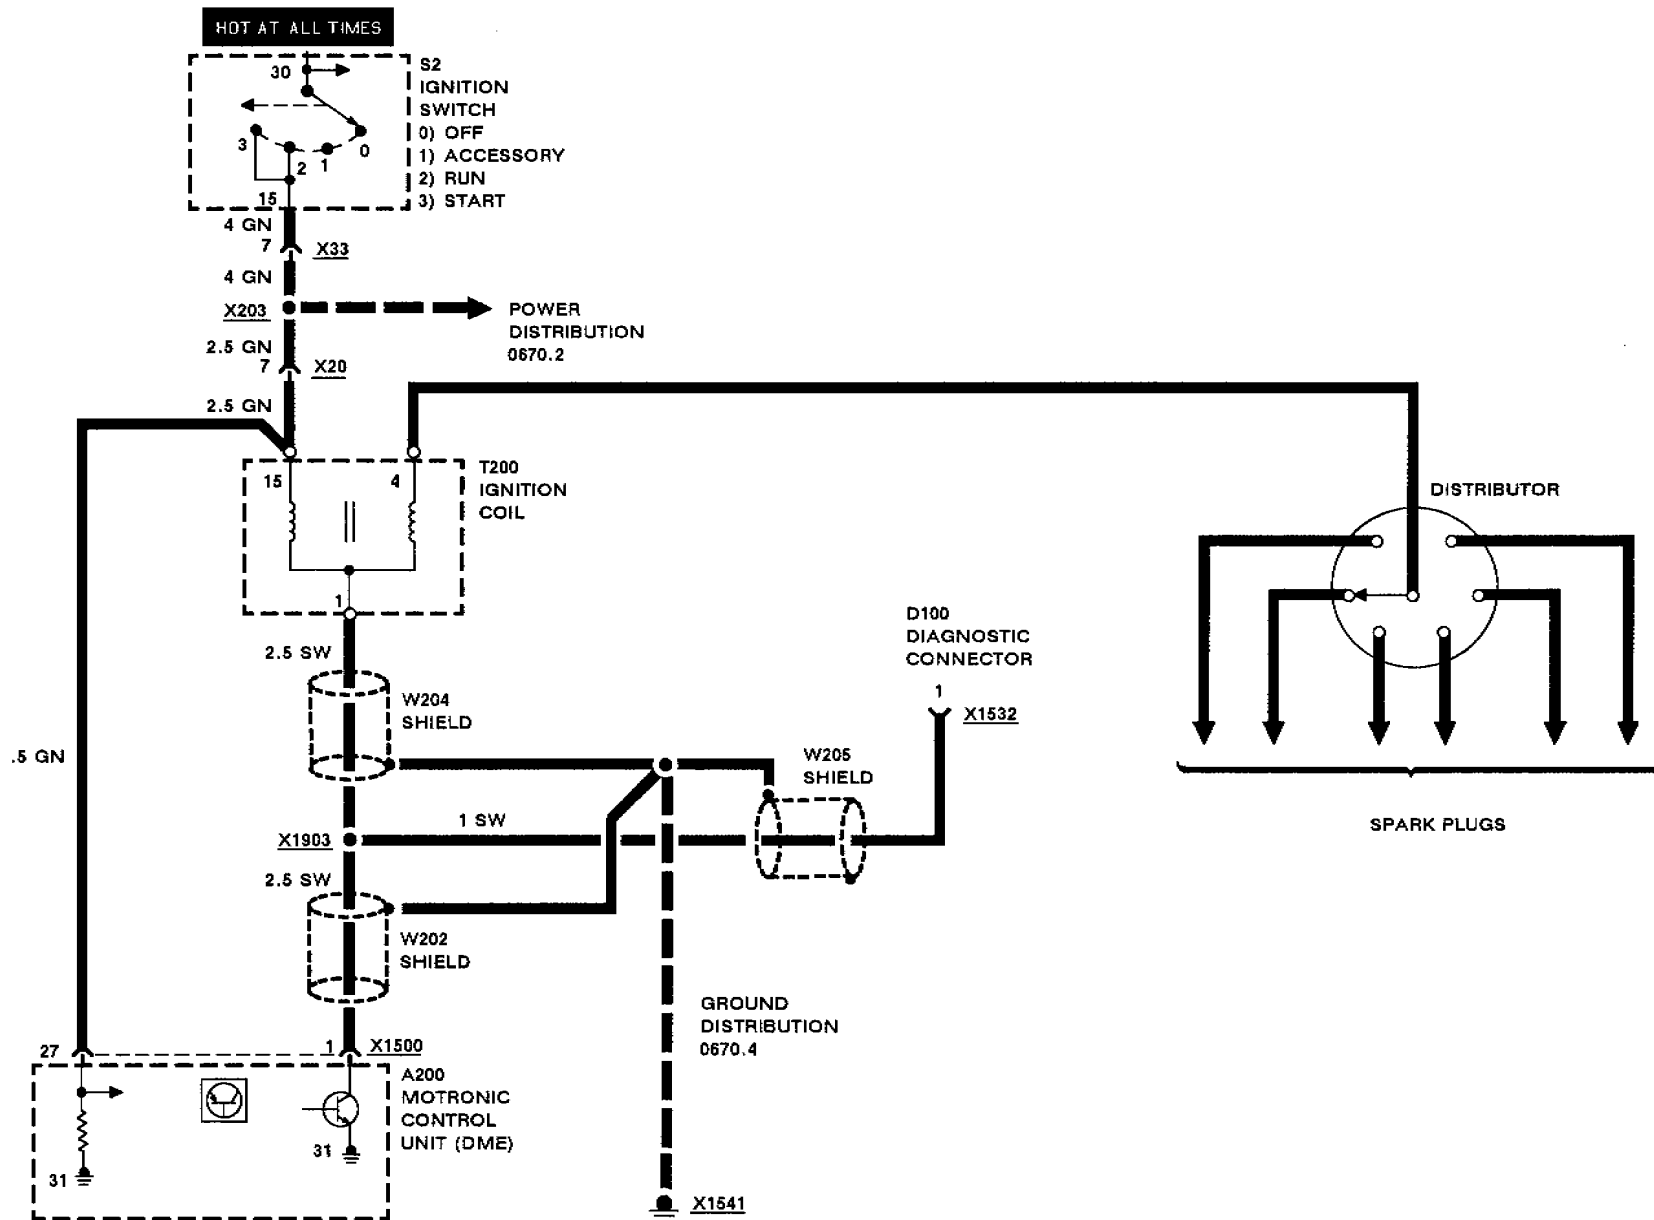 HOT AT ALL TIMES
30
S2
IGNITION
SWITCH
0) OFF
1) ACCESSORY
2) RUN
3) START
3
2
1
0
15
4 GN
7
X33
4 GN
X203
POWER
DISTRIBUTION
0670.2
2.5 GN
7
X20
2.5 GN
15
4
T200
IGNITION
COIL
1
DISTRIBUTOR
D100
DIAGNOSTIC
CONNECTOR
1
X1532
2.5 SW
W204
SHIELD
.5 GN
W205
SHIELD
SPARK PLUGS
1 SW
X1903
2.5 SW
W202
SHIELD
GROUND
DISTRIBUTION
0670.4
27
1
X1500
A200
MOTRONIC
CONTROL
UNIT (DME)
31
31
X1541